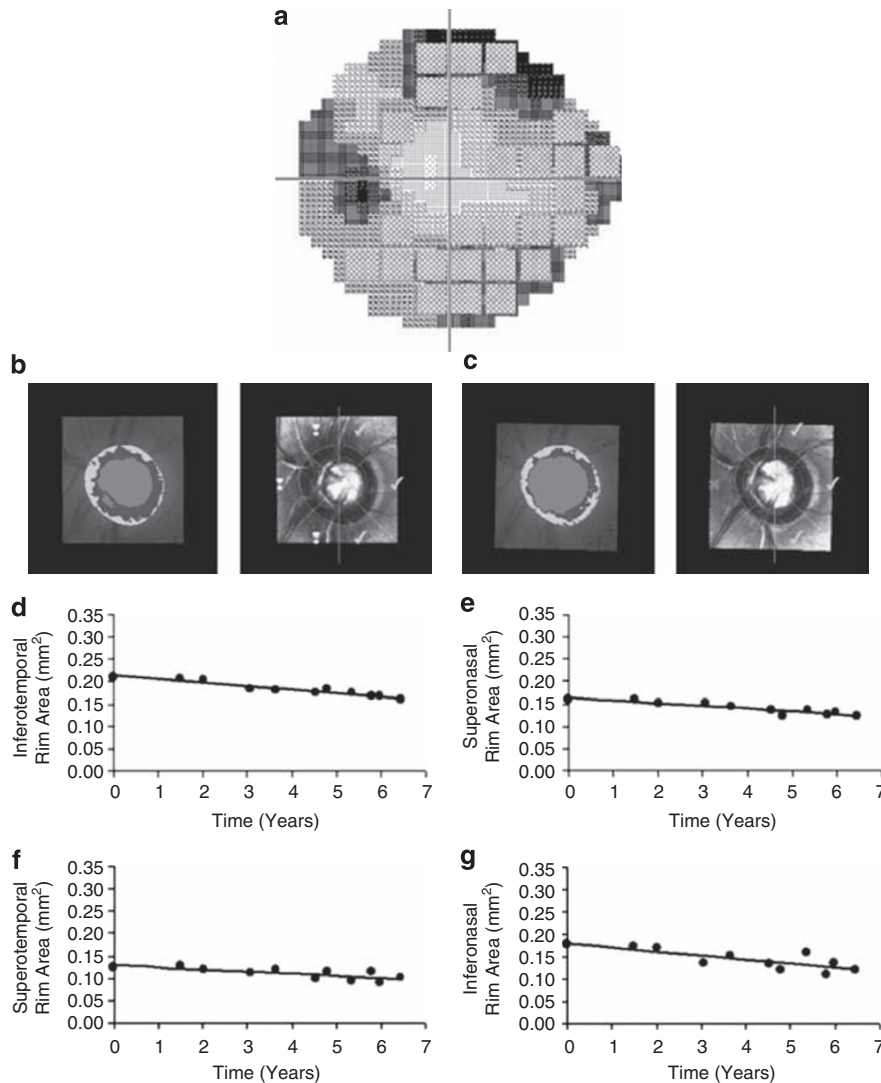 a
b
c
d
Inferotemporal
Rim Area (mm²)
0.35
0.30
0.25
0.20
0.15
0.10
0.05
0.00
0 1 2 3 4 5 6 7
Time (Years)
e
Superonasal
Rim Area (mm²)
0.35
0.30
0.25
0.20
0.15
0.10
0.05
0.00
0 1 2 3 4 5 6 7
Time (Years)
f
Superotemporal
Rim Area (mm²)
0.35
0.30
0.25
0.20
0.15
0.10
0.05
0.00
0 1 2 3 4 5 6 7
Time (Years)
g
Inferonasal
Rim Area (mm²)
0.35
0.30
0.25
0.20
0.15
0.10
0.05
0.00
0 1 2 3 4 5 6 7
Time (Years)